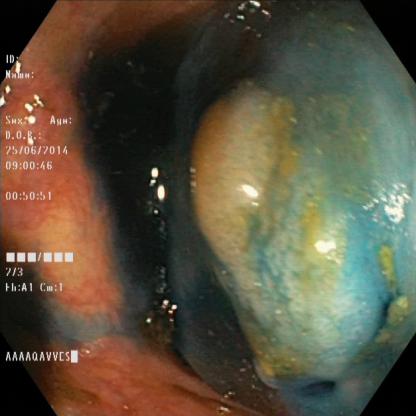 ID:
Name:
Sex: Age:
D.O.B.:
25/06/2014
09:00:46
00:50:51
■■■/■■■
2/3
Eh:A1 Cm:1
AAAAQAVVCS